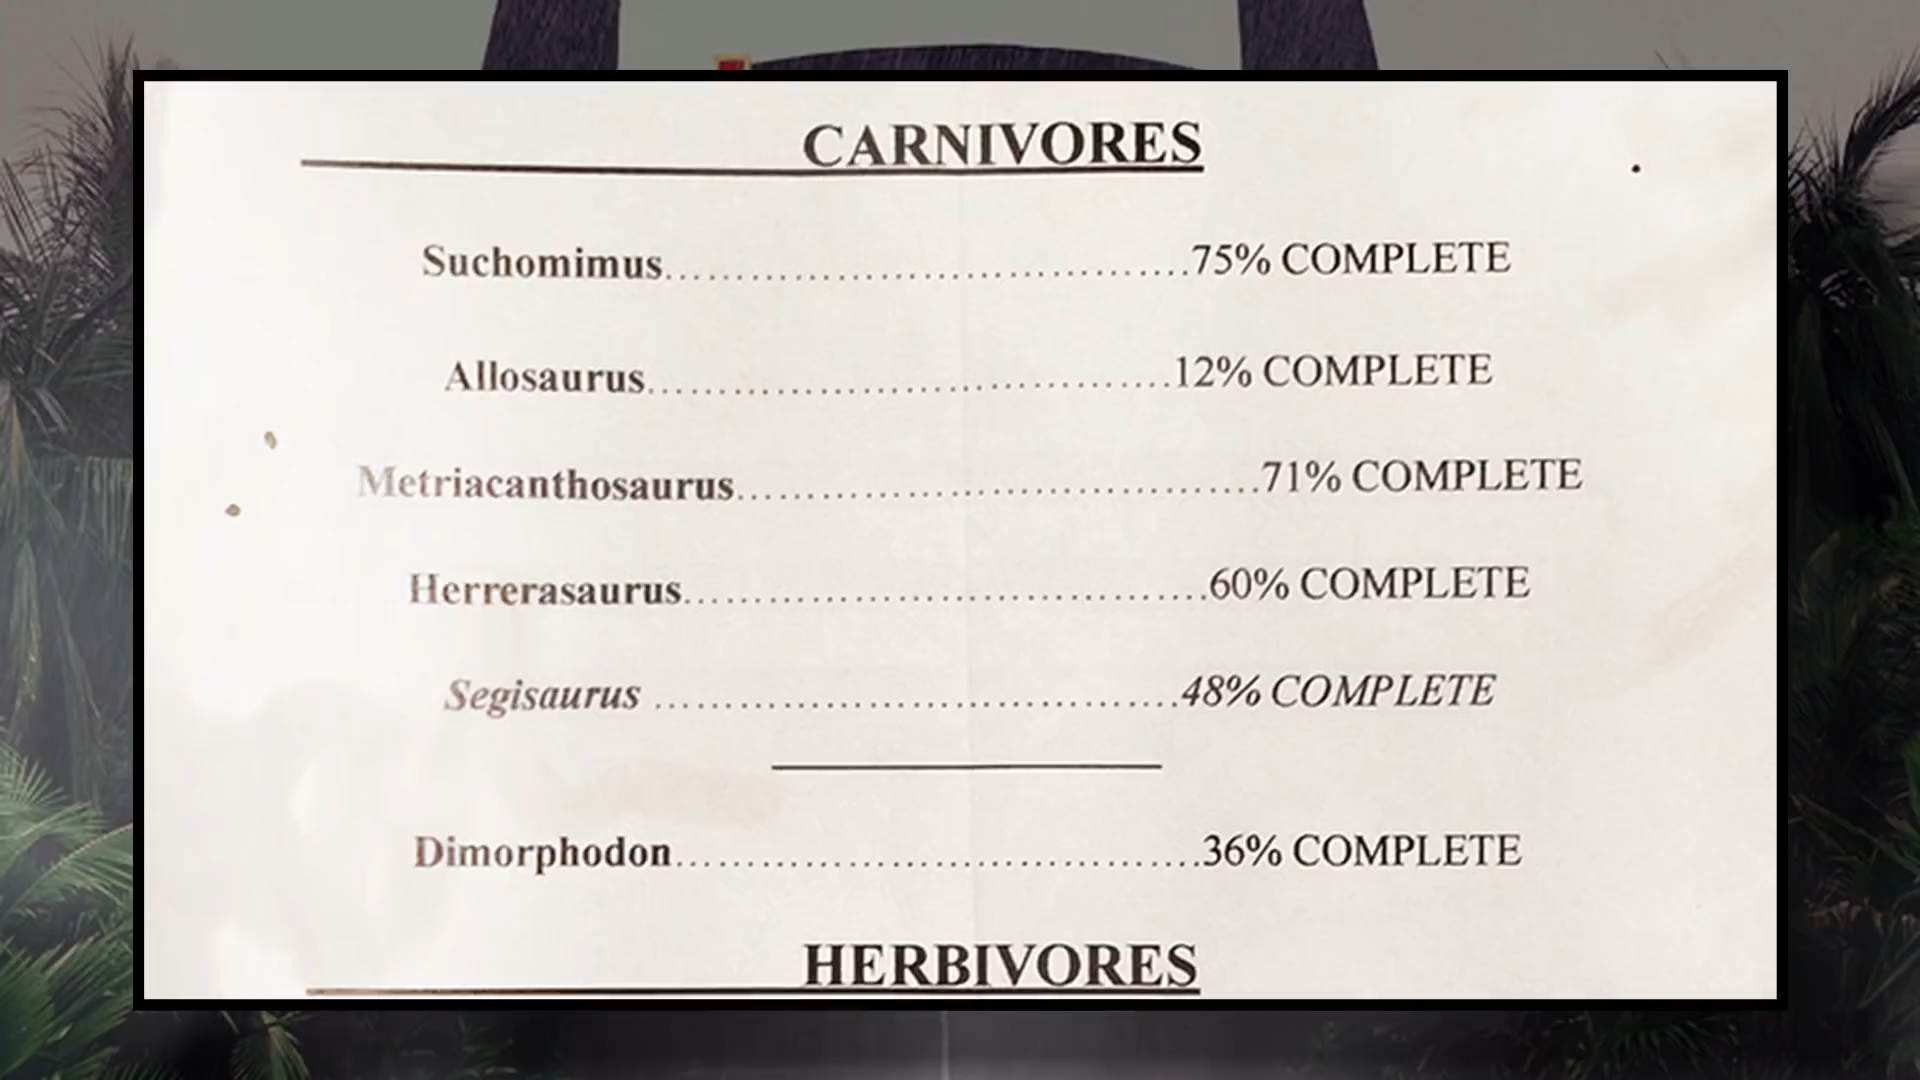 CARNIVORES
Suchomimus......................................75% COMPLETE
Allosaurus......................................12% COMPLETE
Metriacanthosaurus......................................71% COMPLETE
Herrerasaurus......................................60% COMPLETE
Segisaurus ......................................48% COMPLETE
Dimorphodon......................................36% COMPLETE
HERBIVORES